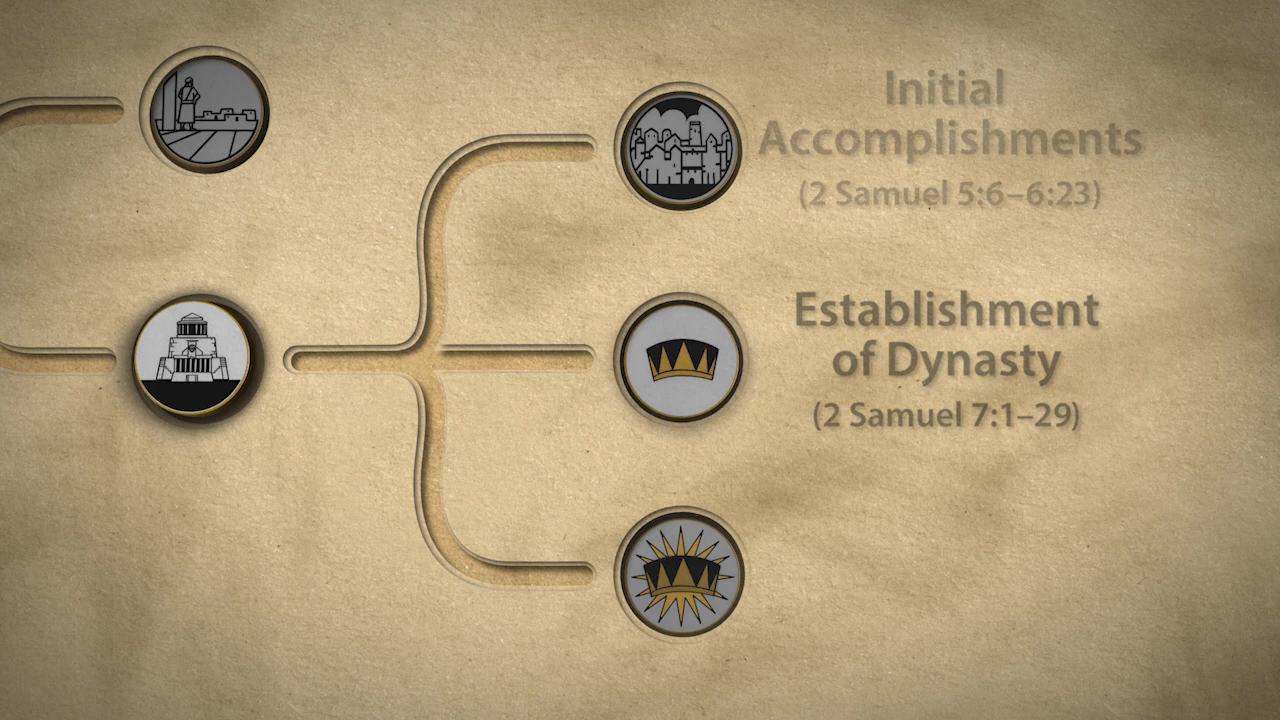 Initial
Accomplishments
(2 Samuel 5:6–6:23)
Establishment
of Dynasty
(2 Samuel 7:1–29)